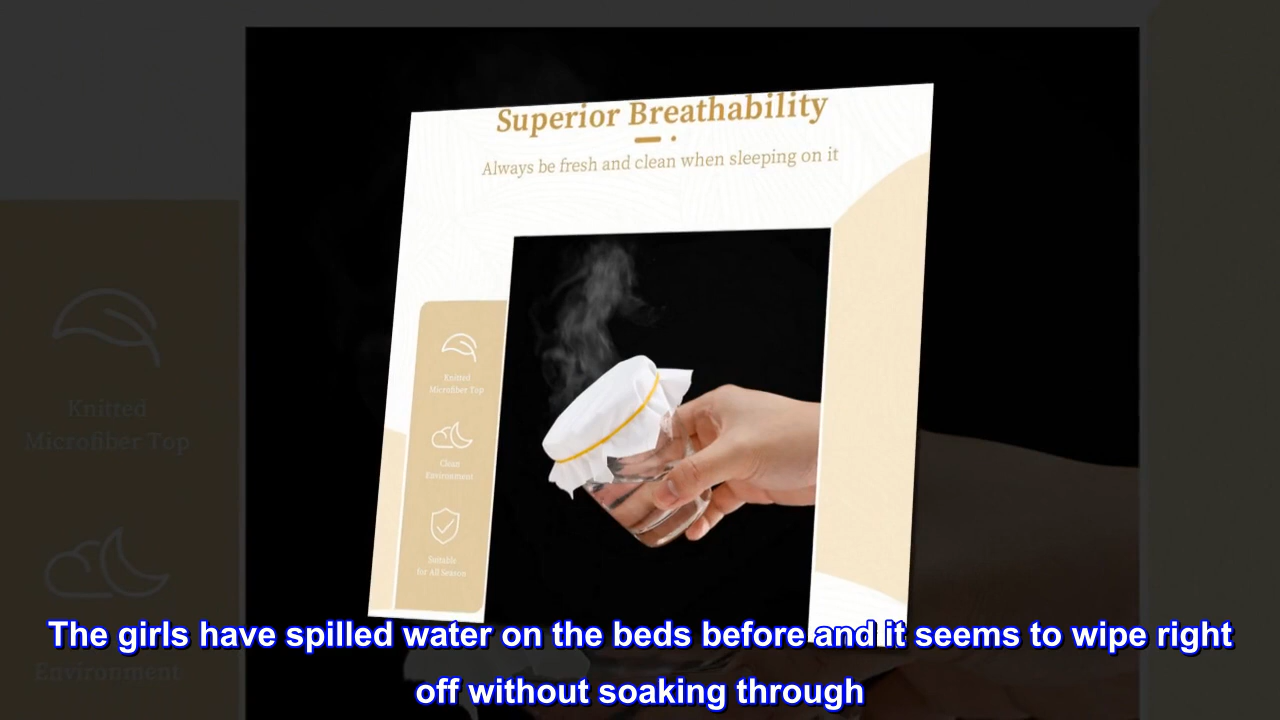 Superior Breathability
Always be fresh and clean when sleeping on it
Knitted
Microfiber Top
Clean
Environment
Suitable
for All Season
Knitted
Microfiber Top
Environment
The girls have spilled water on the beds before and it seems to wipe right
off without soaking through